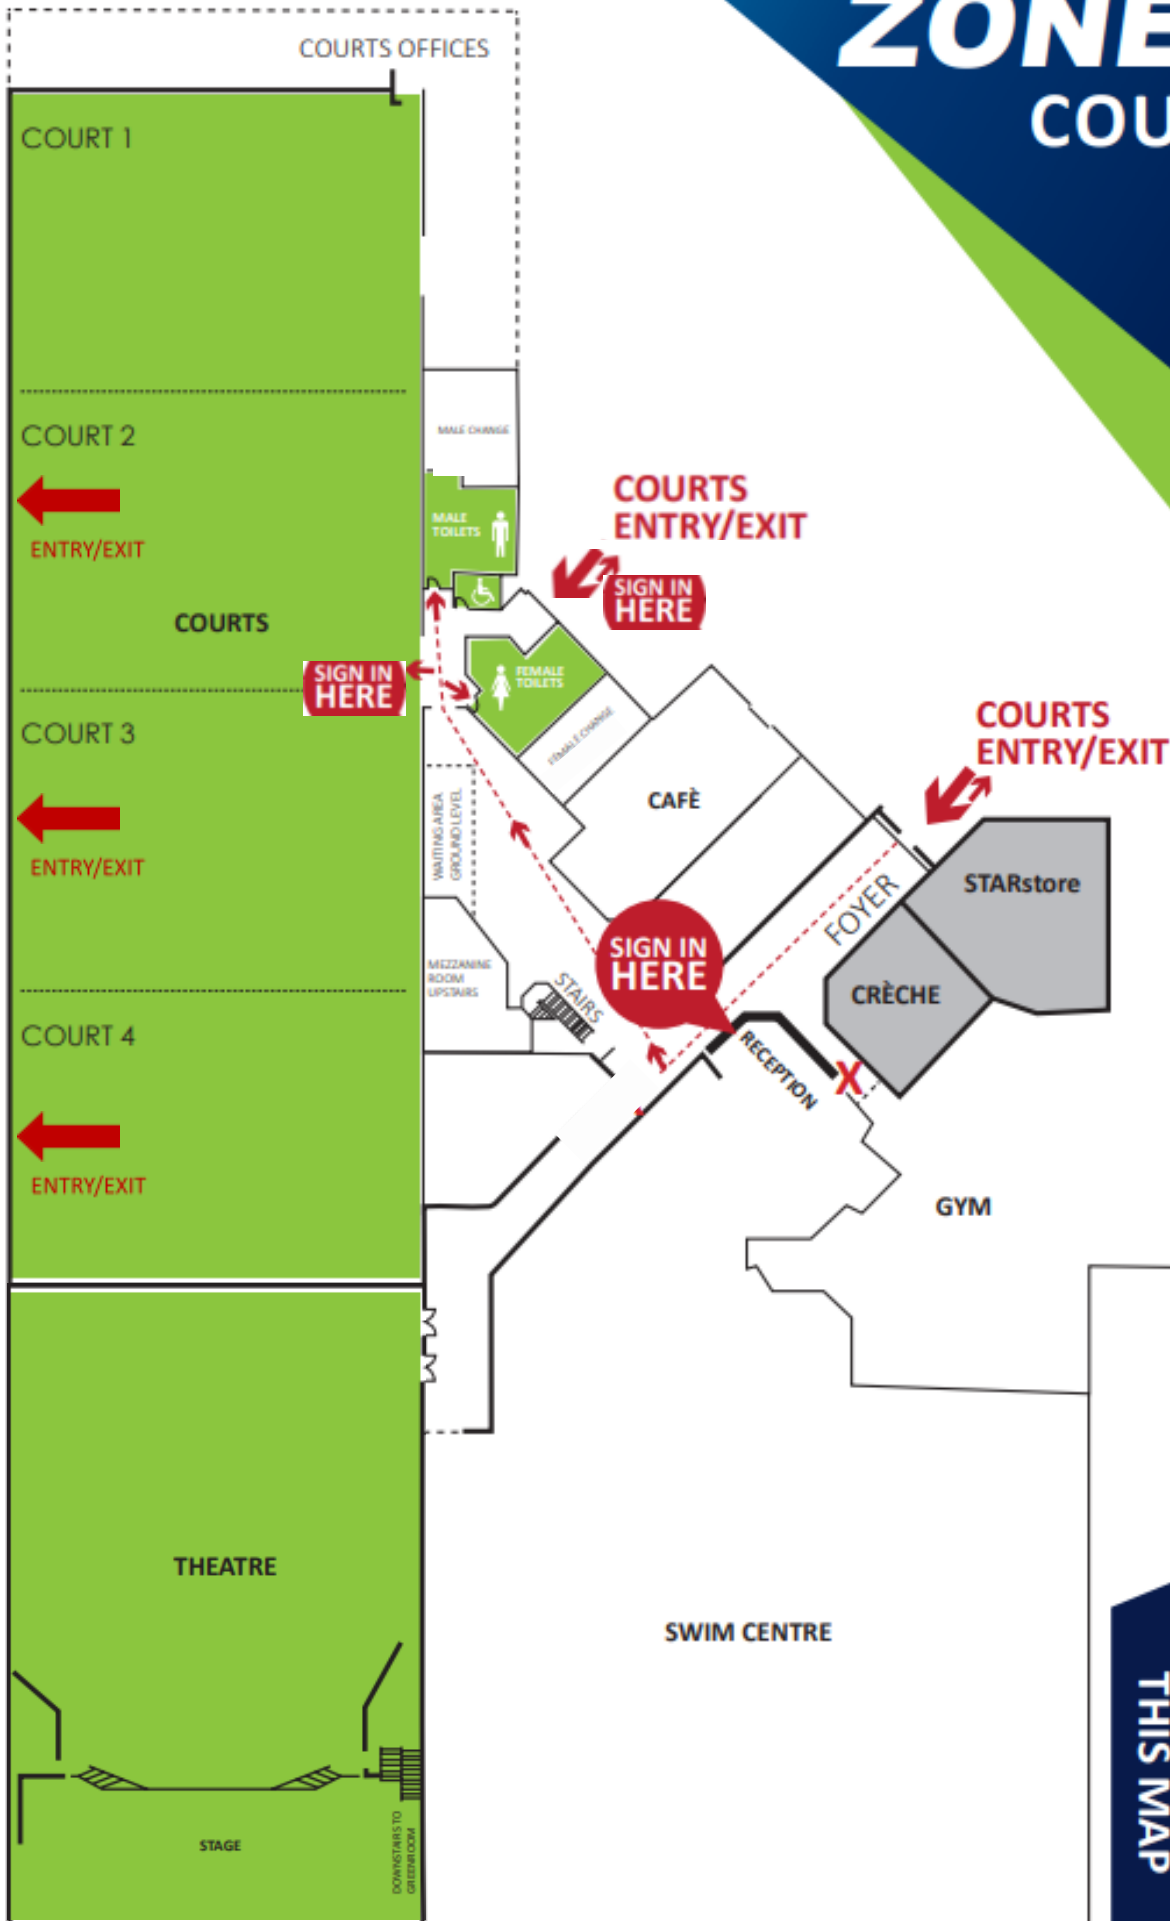 ZONE
COU
COURTS OFFICES
COURT 1
COURT 2
ENTRY/EXIT
MALE CHANGE
MALE
TOILETS
COURTS
ENTRY/EXIT
SIGN IN
HERE
COURTS
SIGN IN
HERE
FEMALE
TOILETS
FEMALE CHANGE
COURT 3
ENTRY/EXIT
WAITING AREA
GROUND LEVEL
CAFÈ
COURTS
ENTRY/EXIT
STARstore
FOYER
CRÈCHE
SIGN IN
HERE
MEZZANINE
ROOM
UPSTAIRS
STAIRS
RECEPTION
X
COURT 4
ENTRY/EXIT
GYM
THEATRE
SWIM CENTRE
STAGE
DOWNSTAIRS TO
GREENROOM
THIS MAP